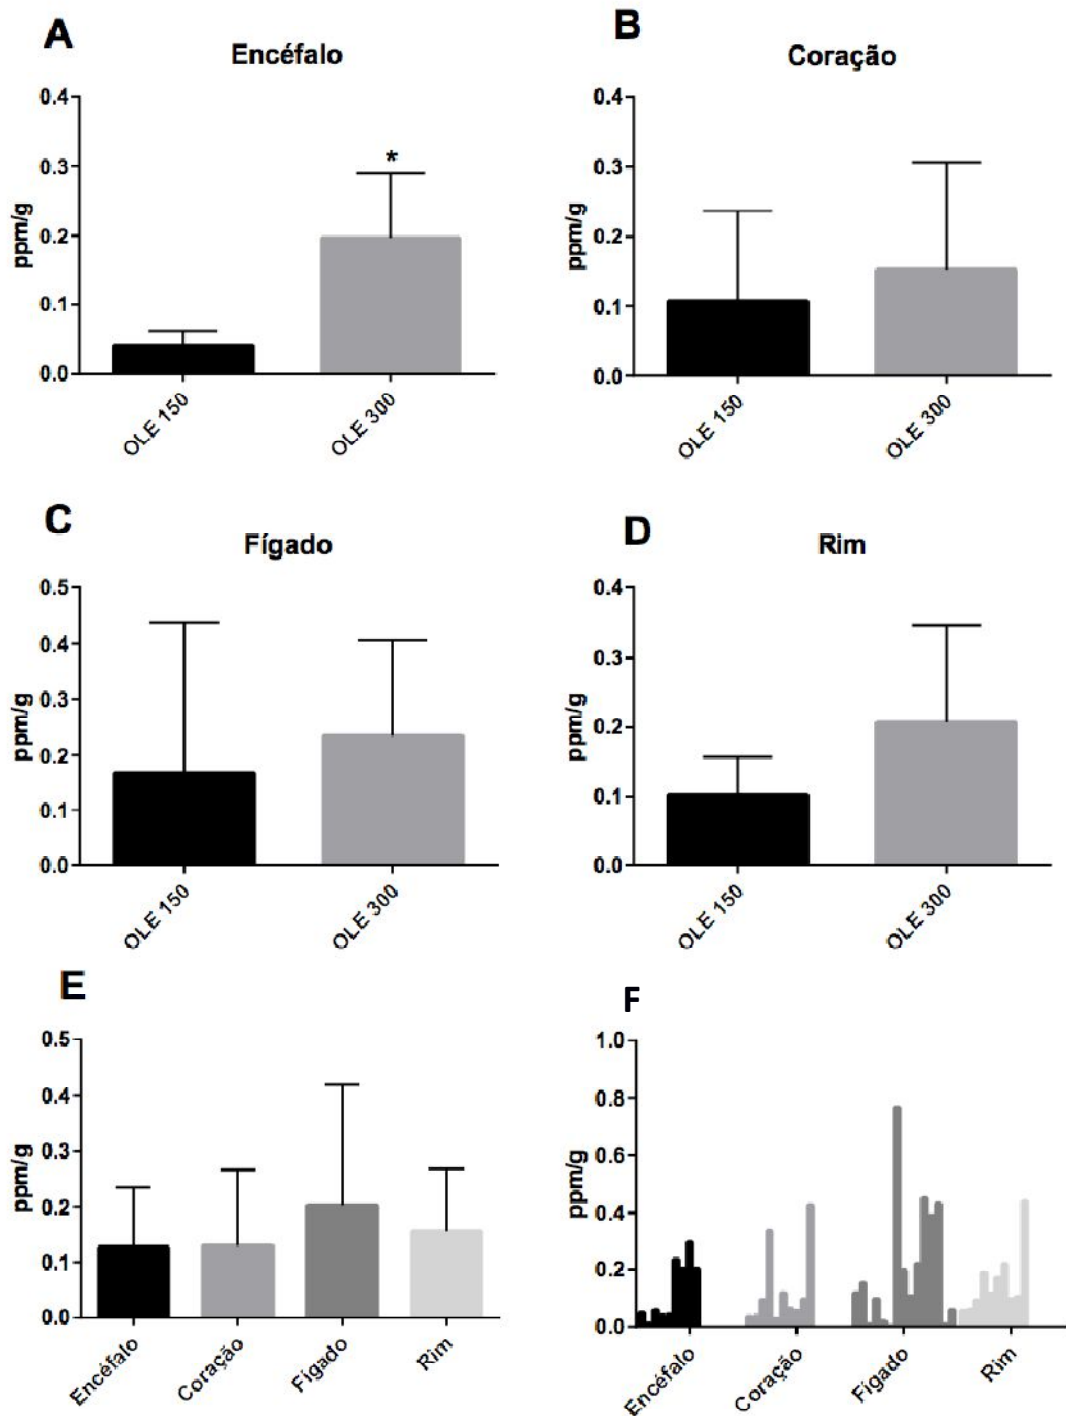 A
Encéfalo
ppm/g
0.4
0.3
0.2
0.1
0.0
*
OLE 150
OLE 300
B
Coração
ppm/g
0.4
0.3
0.2
0.1
0.0
OLE 150
OLE 300
C
Fígado
ppm/g
0.5
0.4
0.3
0.2
0.1
0.0
OLE 150
OLE 300
D
Rim
ppm/g
0.4
0.3
0.2
0.1
0.0
OLE 150
OLE 300
E
ppm/g
0.5
0.4
0.3
0.2
0.1
0.0
Encéfalo
Coração
Fígado
Rim
F
ppm/g
1.0
0.8
0.6
0.4
0.2
0.0
Encéfalo
Coração
Fígado
Rim